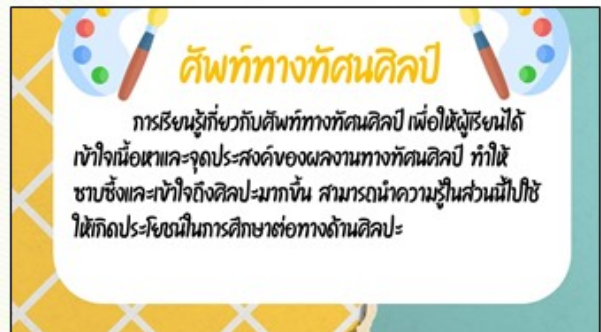 ศัพท์ทางทัศนศิลป์
การเรียนรู้เกี่ยวกับศัพท์ทางทัศนศิลป์ เพื่อให้ผู้เรียนได้
เข้าใจเนื้อหาและจุดประสงค์ของผลงานทางทัศนศิลป์ ทำให้
ซาบซึ้งและเข้าใจถึงศิลปะมากขึ้น สามารถนำความรู้ในส่วนนี้ไปใช้
ให้เกิดประโยชน์ในการศึกษาต่อทางด้านศิลปะ